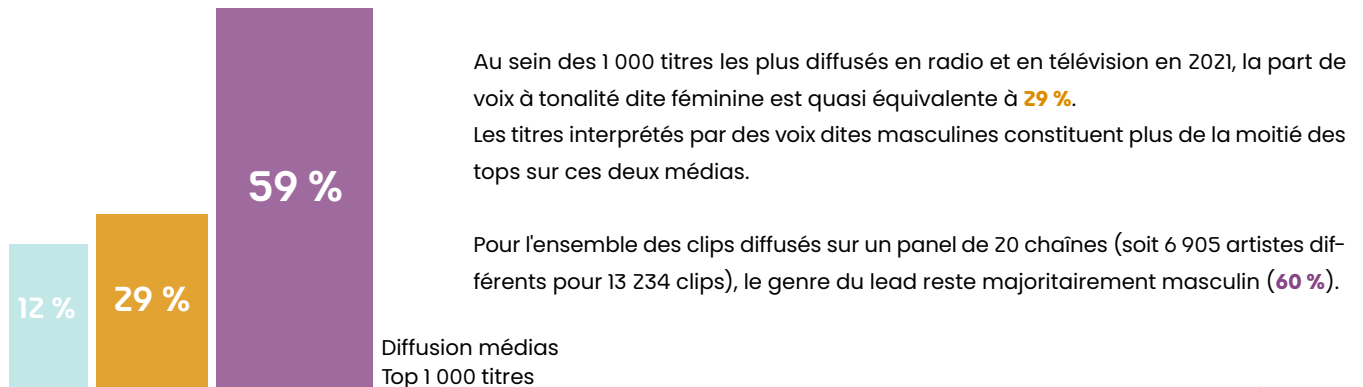 59 %
29 %
12 %
Diffusion médias
Top 1 000 titres
Au sein des 1 000 titres les plus diffusés en radio et en télévision en 2021, la part de
voix à tonalité dite féminine est quasi équivalente à 29 %.
Les titres interprétés par des voix dites masculines constituent plus de la moitié des
tops sur ces deux médias.
Pour l'ensemble des clips diffusés sur un panel de 20 chaînes (soit 6 905 artistes dif-
férents pour 13 234 clips), le genre du lead reste majoritairement masculin (60 %).